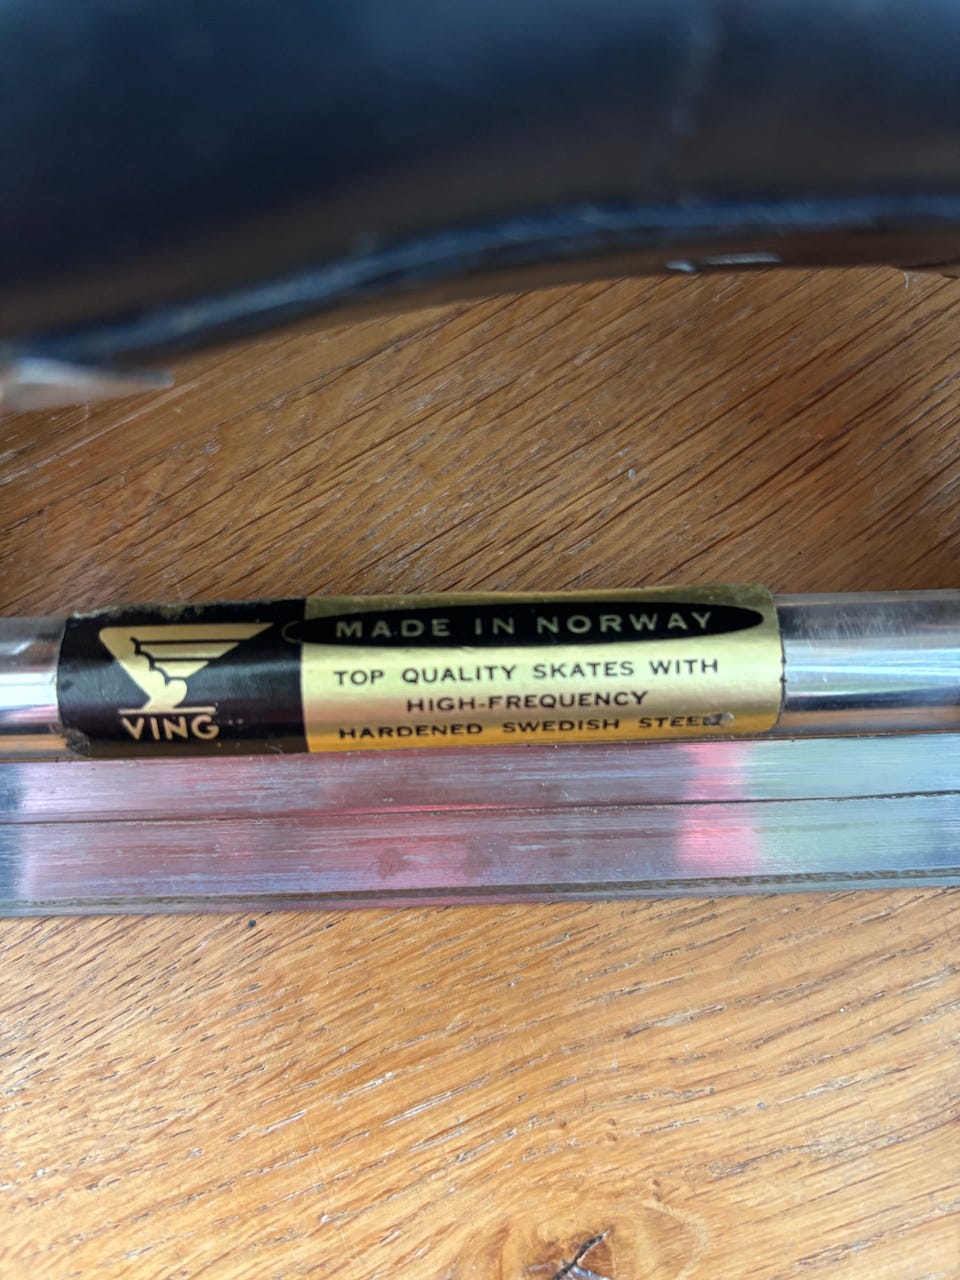 VING
MADE IN NORWAY
TOP QUALITY SKATES WITH
HIGH-FREQUENCY
HARDENED SWEDISH STEEL